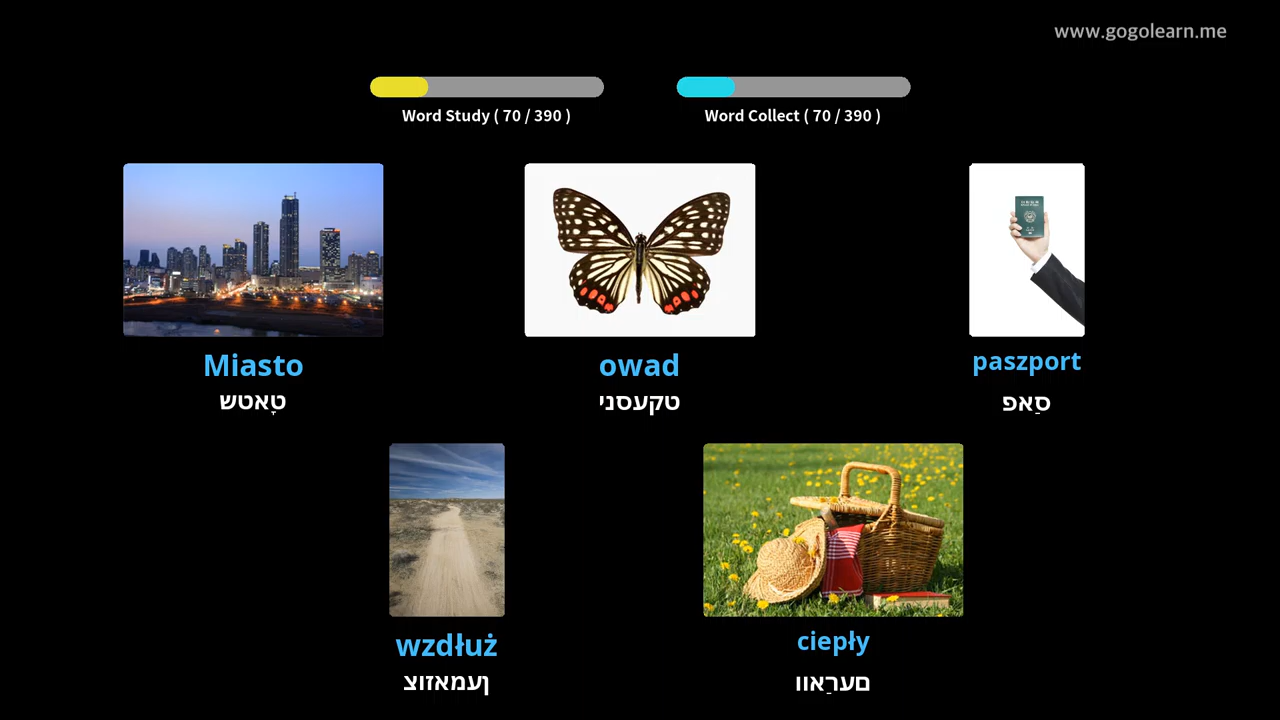 www.gogolearn.me
Word Study ( 70 / 390 )
Word Collect ( 70 / 390 )
Miasto
טָאטש
owad
טקעסני
paszport
סַאפ
wzdłuż
ןעמאזוצ
ciepły
םערַאוו